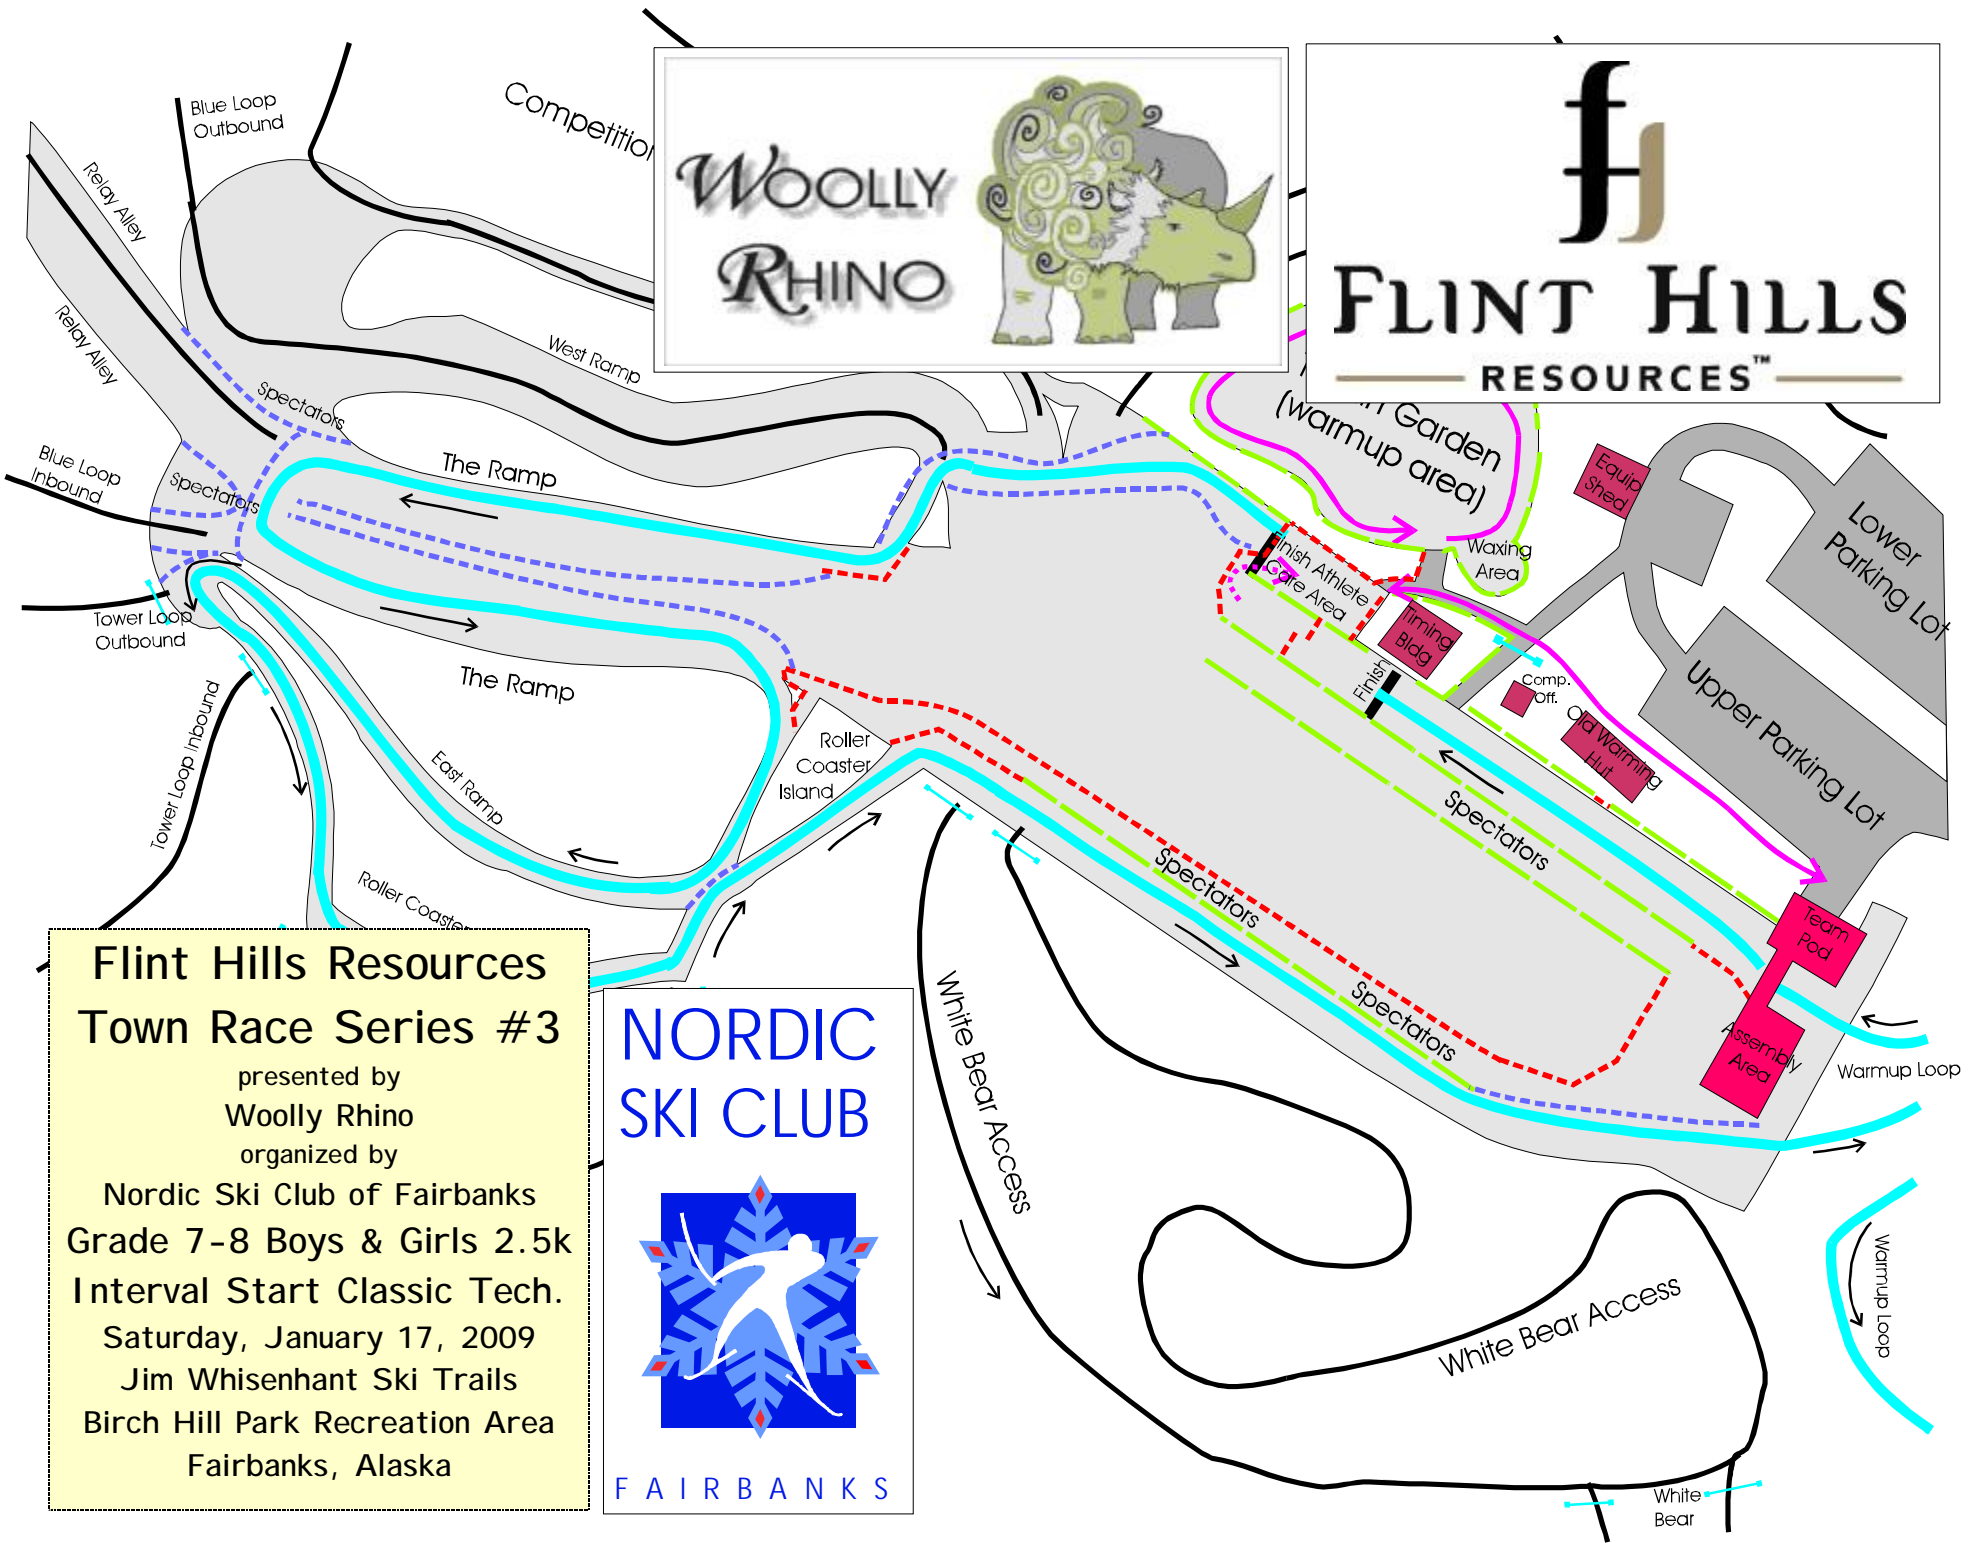 Blue Loop
Outbound
Competition
WOOLLY
RHINO
FLINT HILLS
RESOURCES™
Relay Alley
Relay Alley
West Ramp
Spectators
Spectators
Blue Loop
Inbound
The Ramp
Garden
(warmup area)
Equip
Shed
Lower
Parking Lot
Waxing
Area
Finish Athlete
Care Area
Timing
Bldg
Finish
Comp.
Off.
Old Warming
Hut
Upper Parking Lot
Tower Loop
Outbound
The Ramp
Tower Loop Inbound
East Ramp
Roller
Coaster
Island
Roller Coaster
Spectators
Spectators
Spectators
Team
Pod
Assembly
Area
Warmup Loop
Warmup Loop
White Bear Access
White Bear Access
White
Bear
Flint Hills Resources
Town Race Series #3
presented by
Woolly Rhino
organized by
Nordic Ski Club of Fairbanks
Grade 7-8 Boys & Girls 2.5k
Interval Start Classic Tech.
Saturday, January 17, 2009
Jim Whisenhant Ski Trails
Birch Hill Park Recreation Area
Fairbanks, Alaska
NORDIC
SKI CLUB
FAIRBANKS